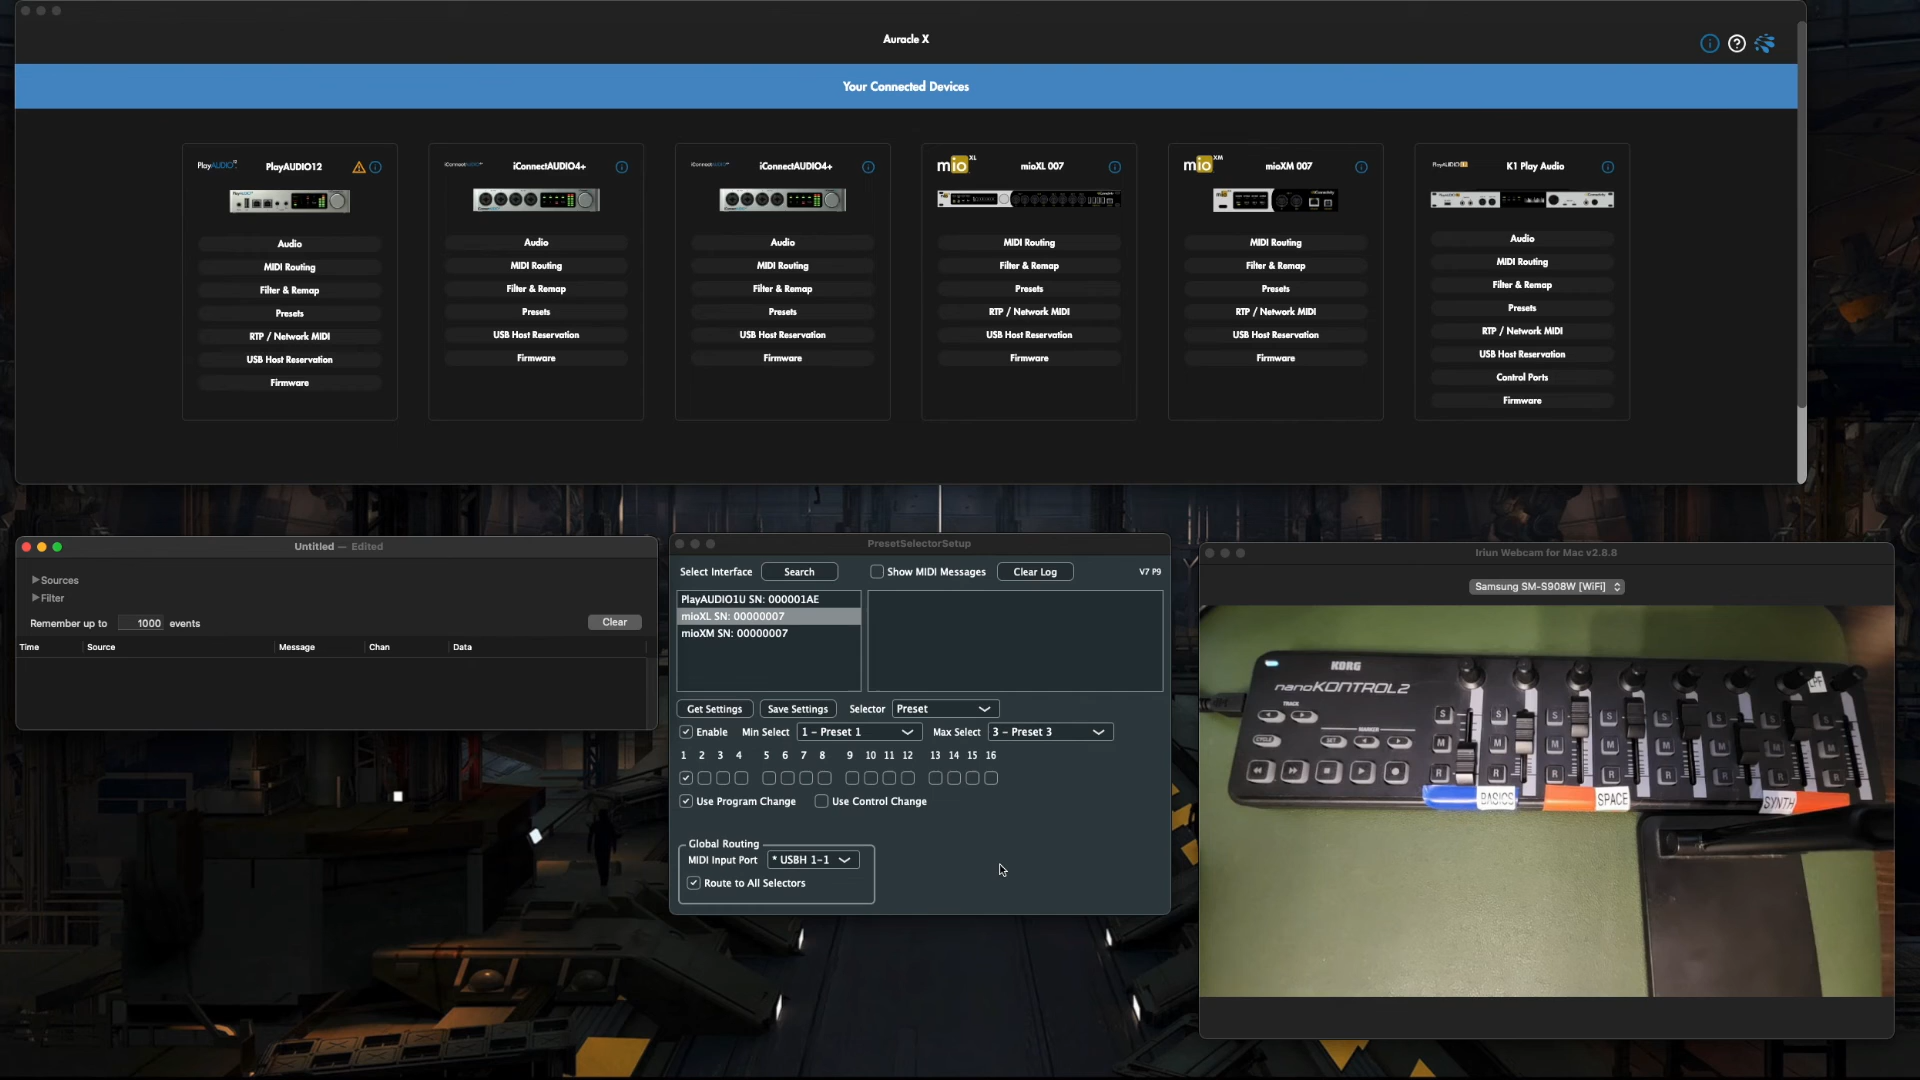 Auracle X
Your Connected Devices
PlayAUDIO12 PlayAUDIO12
Audio
MIDI Routing
Filter & Remap
Presets
RTP / Network MIDI
USB Host Reservation
Firmware
iConnectAUDIO4+
Audio
MIDI Routing
Filter & Remap
Presets
USB Host Reservation
Firmware
iConnectAUDIO4+
Audio
MIDI Routing
Filter & Remap
Presets
USB Host Reservation
Firmware
mio XL mioXL 007
MIDI Routing
Filter & Remap
Presets
RTP / Network MIDI
USB Host Reservation
Firmware
mio XM mioXM 007
MIDI Routing
Filter & Remap
Presets
RTP / Network MIDI
USB Host Reservation
Firmware
K1 Play Audio
Audio
MIDI Routing
Filter & Remap
Presets
RTP / Network MIDI
USB Host Reservation
Control Ports
Firmware
Untitled — Edited
Sources
Filter
Remember up to 1000 events Clear
Time Source Message Chan Data
PresetSelectorSetup
Select Interface Search Show MIDI Messages Clear Log V7 P9
PlayAUDIO1U SN: 000001AE
mioXL SN: 00000007
mioXM SN: 00000007
Get Settings Save Settings Selector Preset
Enable Min Select 1 - Preset 1 Max Select 3 - Preset 3
1 2 3 4 5 6 7 8 9 10 11 12 13 14 15 16
Use Program Change Use Control Change
Global Routing
MIDI Input Port * USBH 1-1
Route to All Selectors
Iriun Webcam for Mac v2.8.8
Samsung SM-S908W [WiFi]
KORG
nanoKONTROL2
TRACK
MARKER
CYCLE
SET
S S S S S
M M M M
R R R R
BASICS SPACE SYNTH